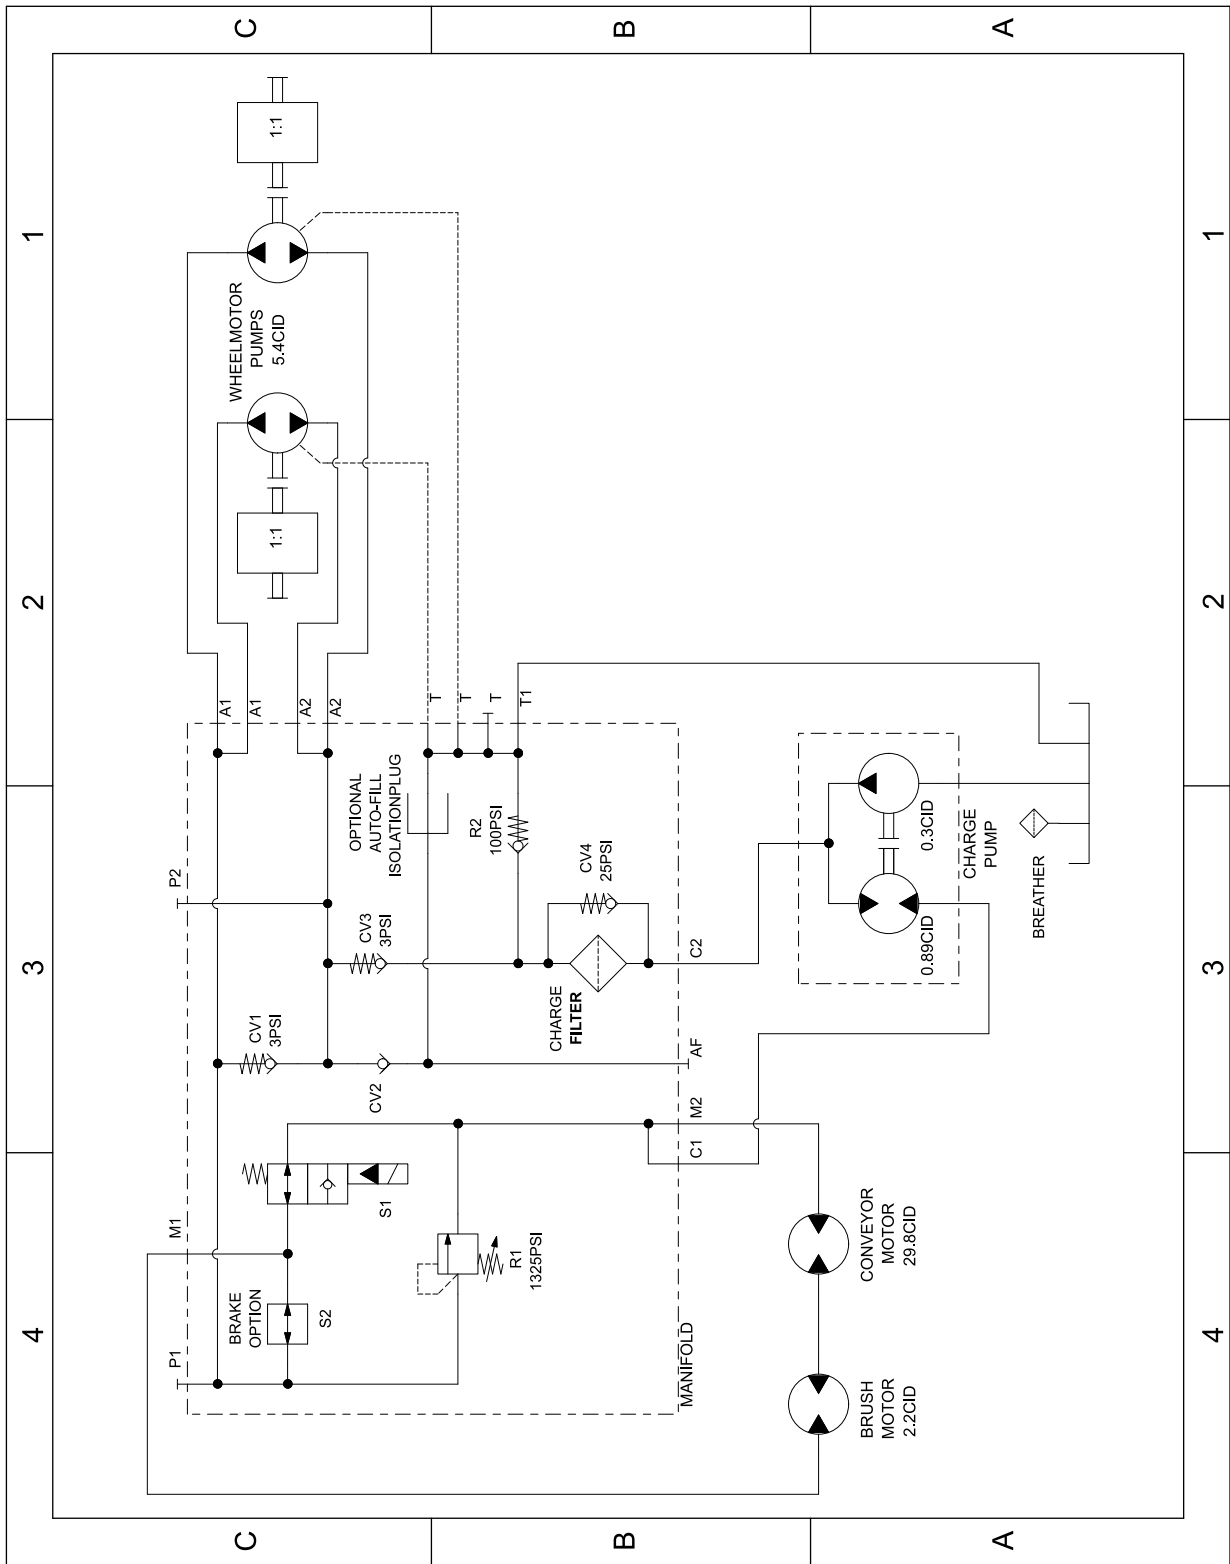 C
B
A
1
2
3
4
1
2
3
4
C
B
A
1:1
WHEELMOTOR
PUMPS
5.4CID
1:1
A1
A1
A2
A2
T
T
T
T1
OPTIONAL
AUTO-FILL
ISOLATIONPLUG
R2
100PSI
CV4
25PSI
P2
CV3
3PSI
CV1
3PSI
CV2
CHARGE
FILTER
C2
AF
M2
C1
M1
S1
R1
1325PSI
BRAKE
OPTION
S2
P1
MANIFOLD
0.3CID
0.89CID
CHARGE
PUMP
BREATHER
CONVEYOR
MOTOR
29.8CID
BRUSH
MOTOR
2.2CID